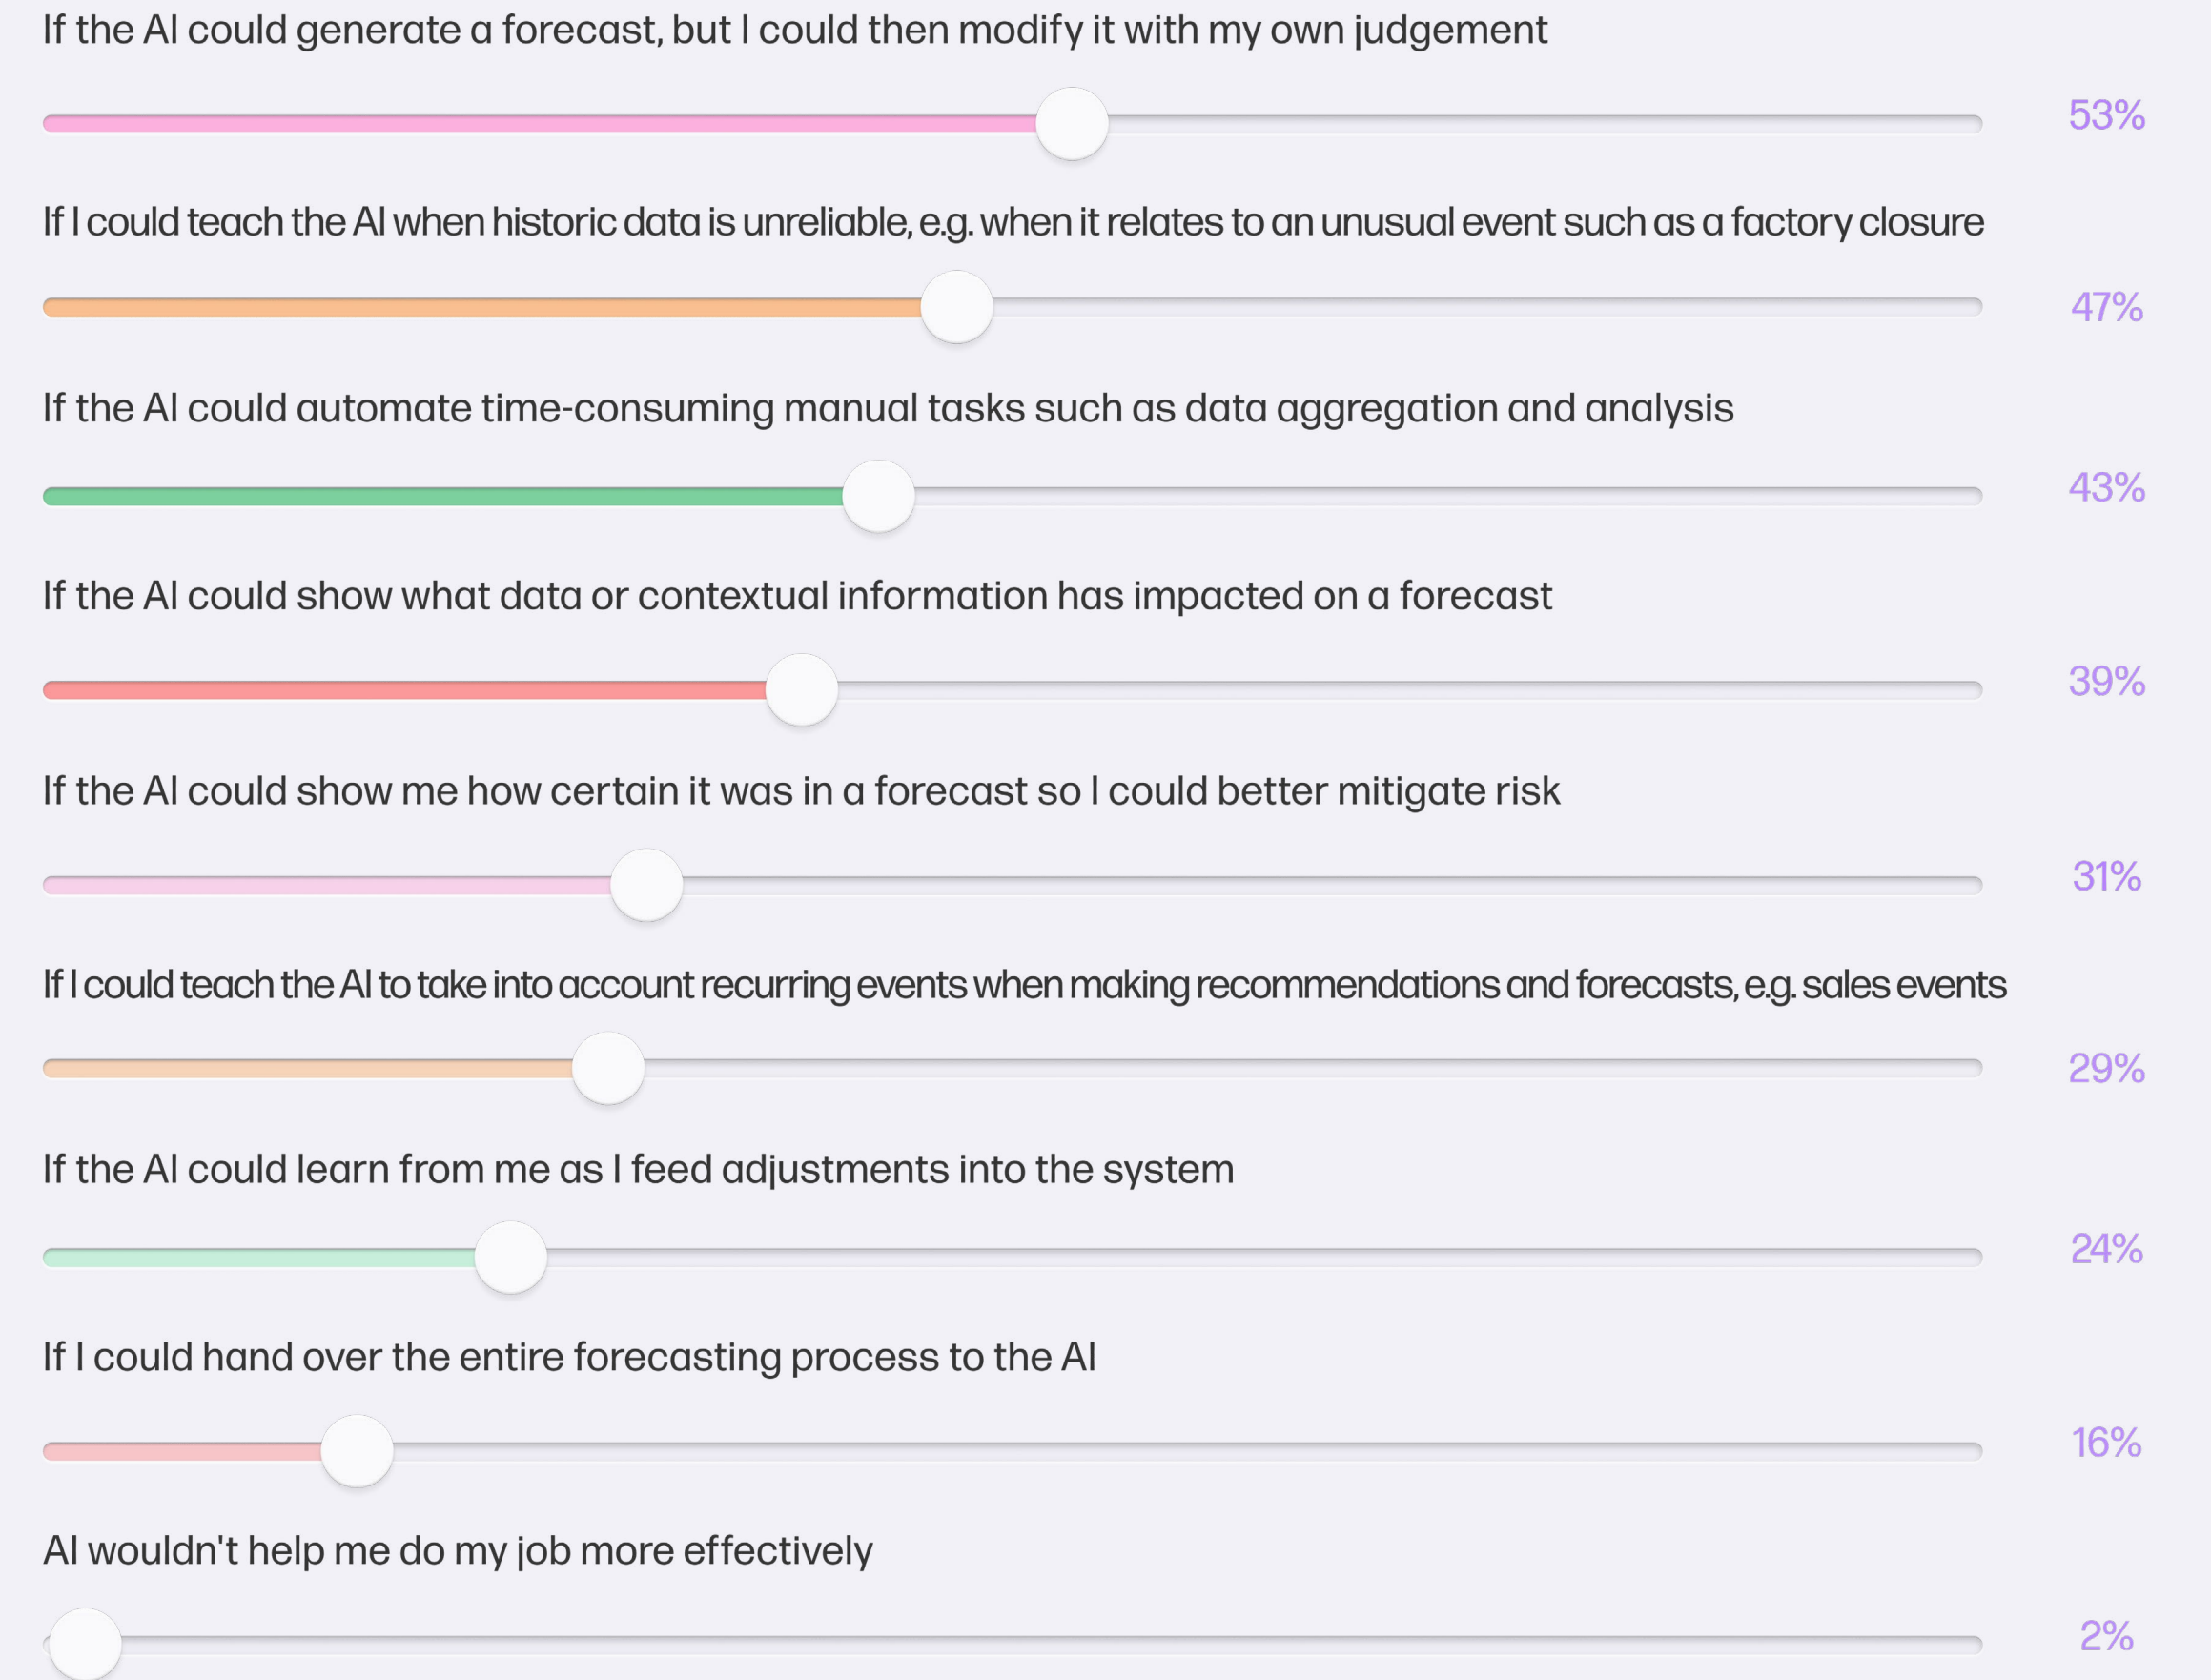 If the AI could generate a forecast, but I could then modify it with my own judgement
53%
If I could teach the AI when historic data is unreliable, e.g. when it relates to an unusual event such as a factory closure
47%
If the AI could automate time-consuming manual tasks such as data aggregation and analysis
43%
If the AI could show what data or contextual information has impacted on a forecast
39%
If the AI could show me how certain it was in a forecast so I could better mitigate risk
31%
If I could teach the AI to take into account recurring events when making recommendations and forecasts, e.g. sales events
29%
If the AI could learn from me as I feed adjustments into the system
24%
If I could hand over the entire forecasting process to the AI
16%
AI wouldn't help me do my job more effectively
2%